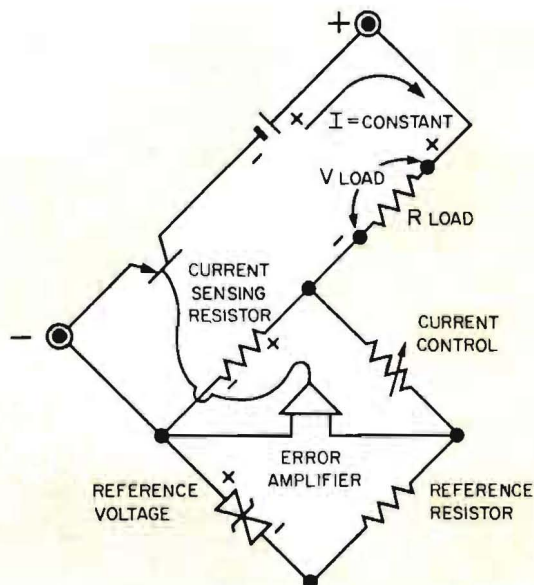 +
x
I = CONSTANT
-
x
V LOAD
R LOAD
-
CURRENT
SENSING
RESISTOR
x
-
CURRENT
CONTROL
-
ERROR
AMPLIFIER
REFERENCE
VOLTAGE
x
-
REFERENCE
RESISTOR